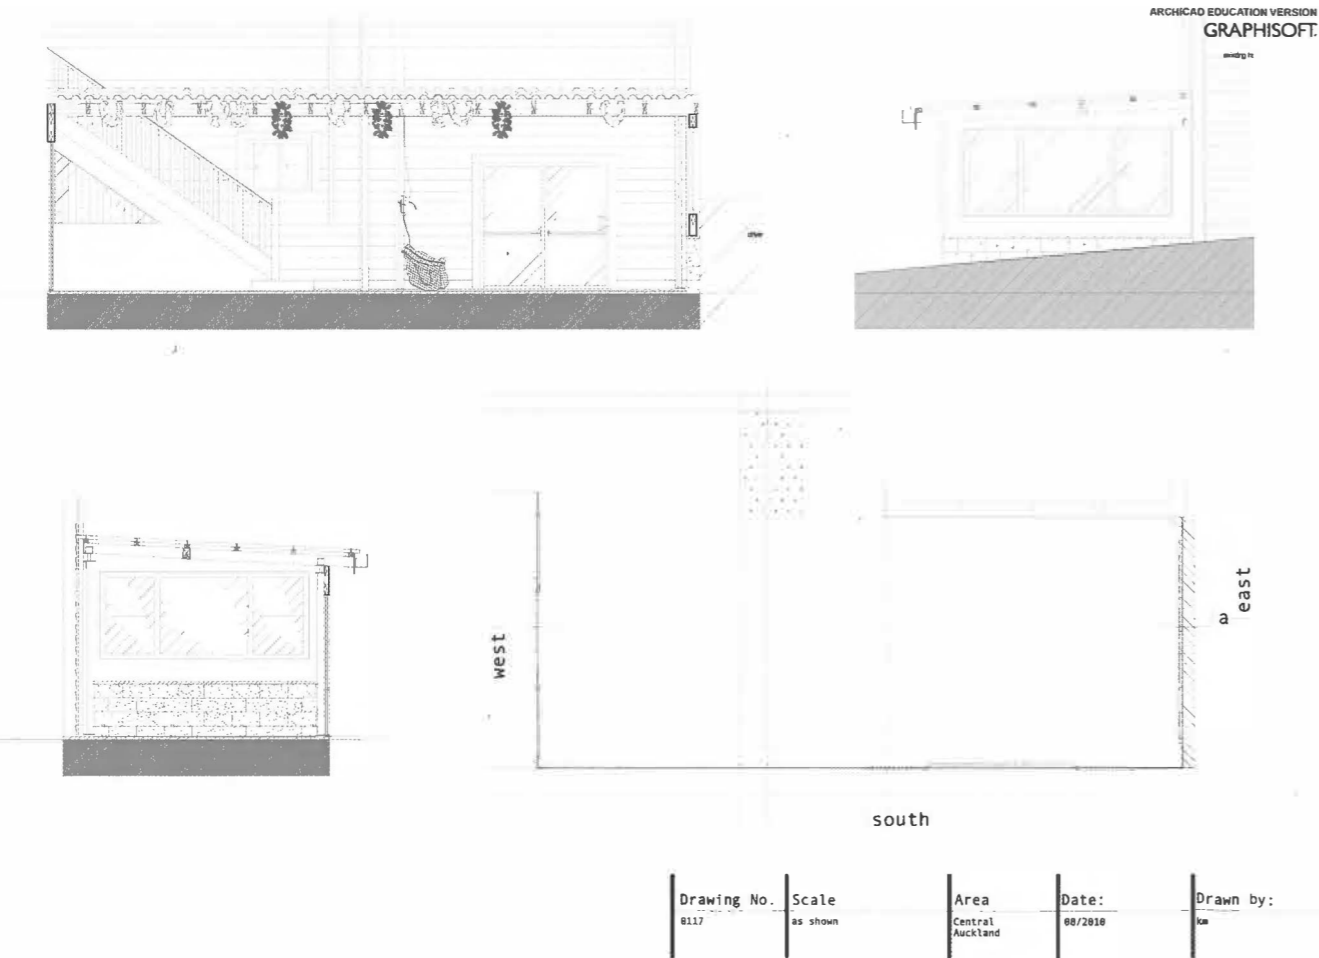 ARCHICAD EDUCATION VERSION
GRAPHISOFT.
west
a
east
south
Drawing No.
8117
Scale
as shown
Area
Central
Auckland
Date:
08/2010
Drawn by:
km